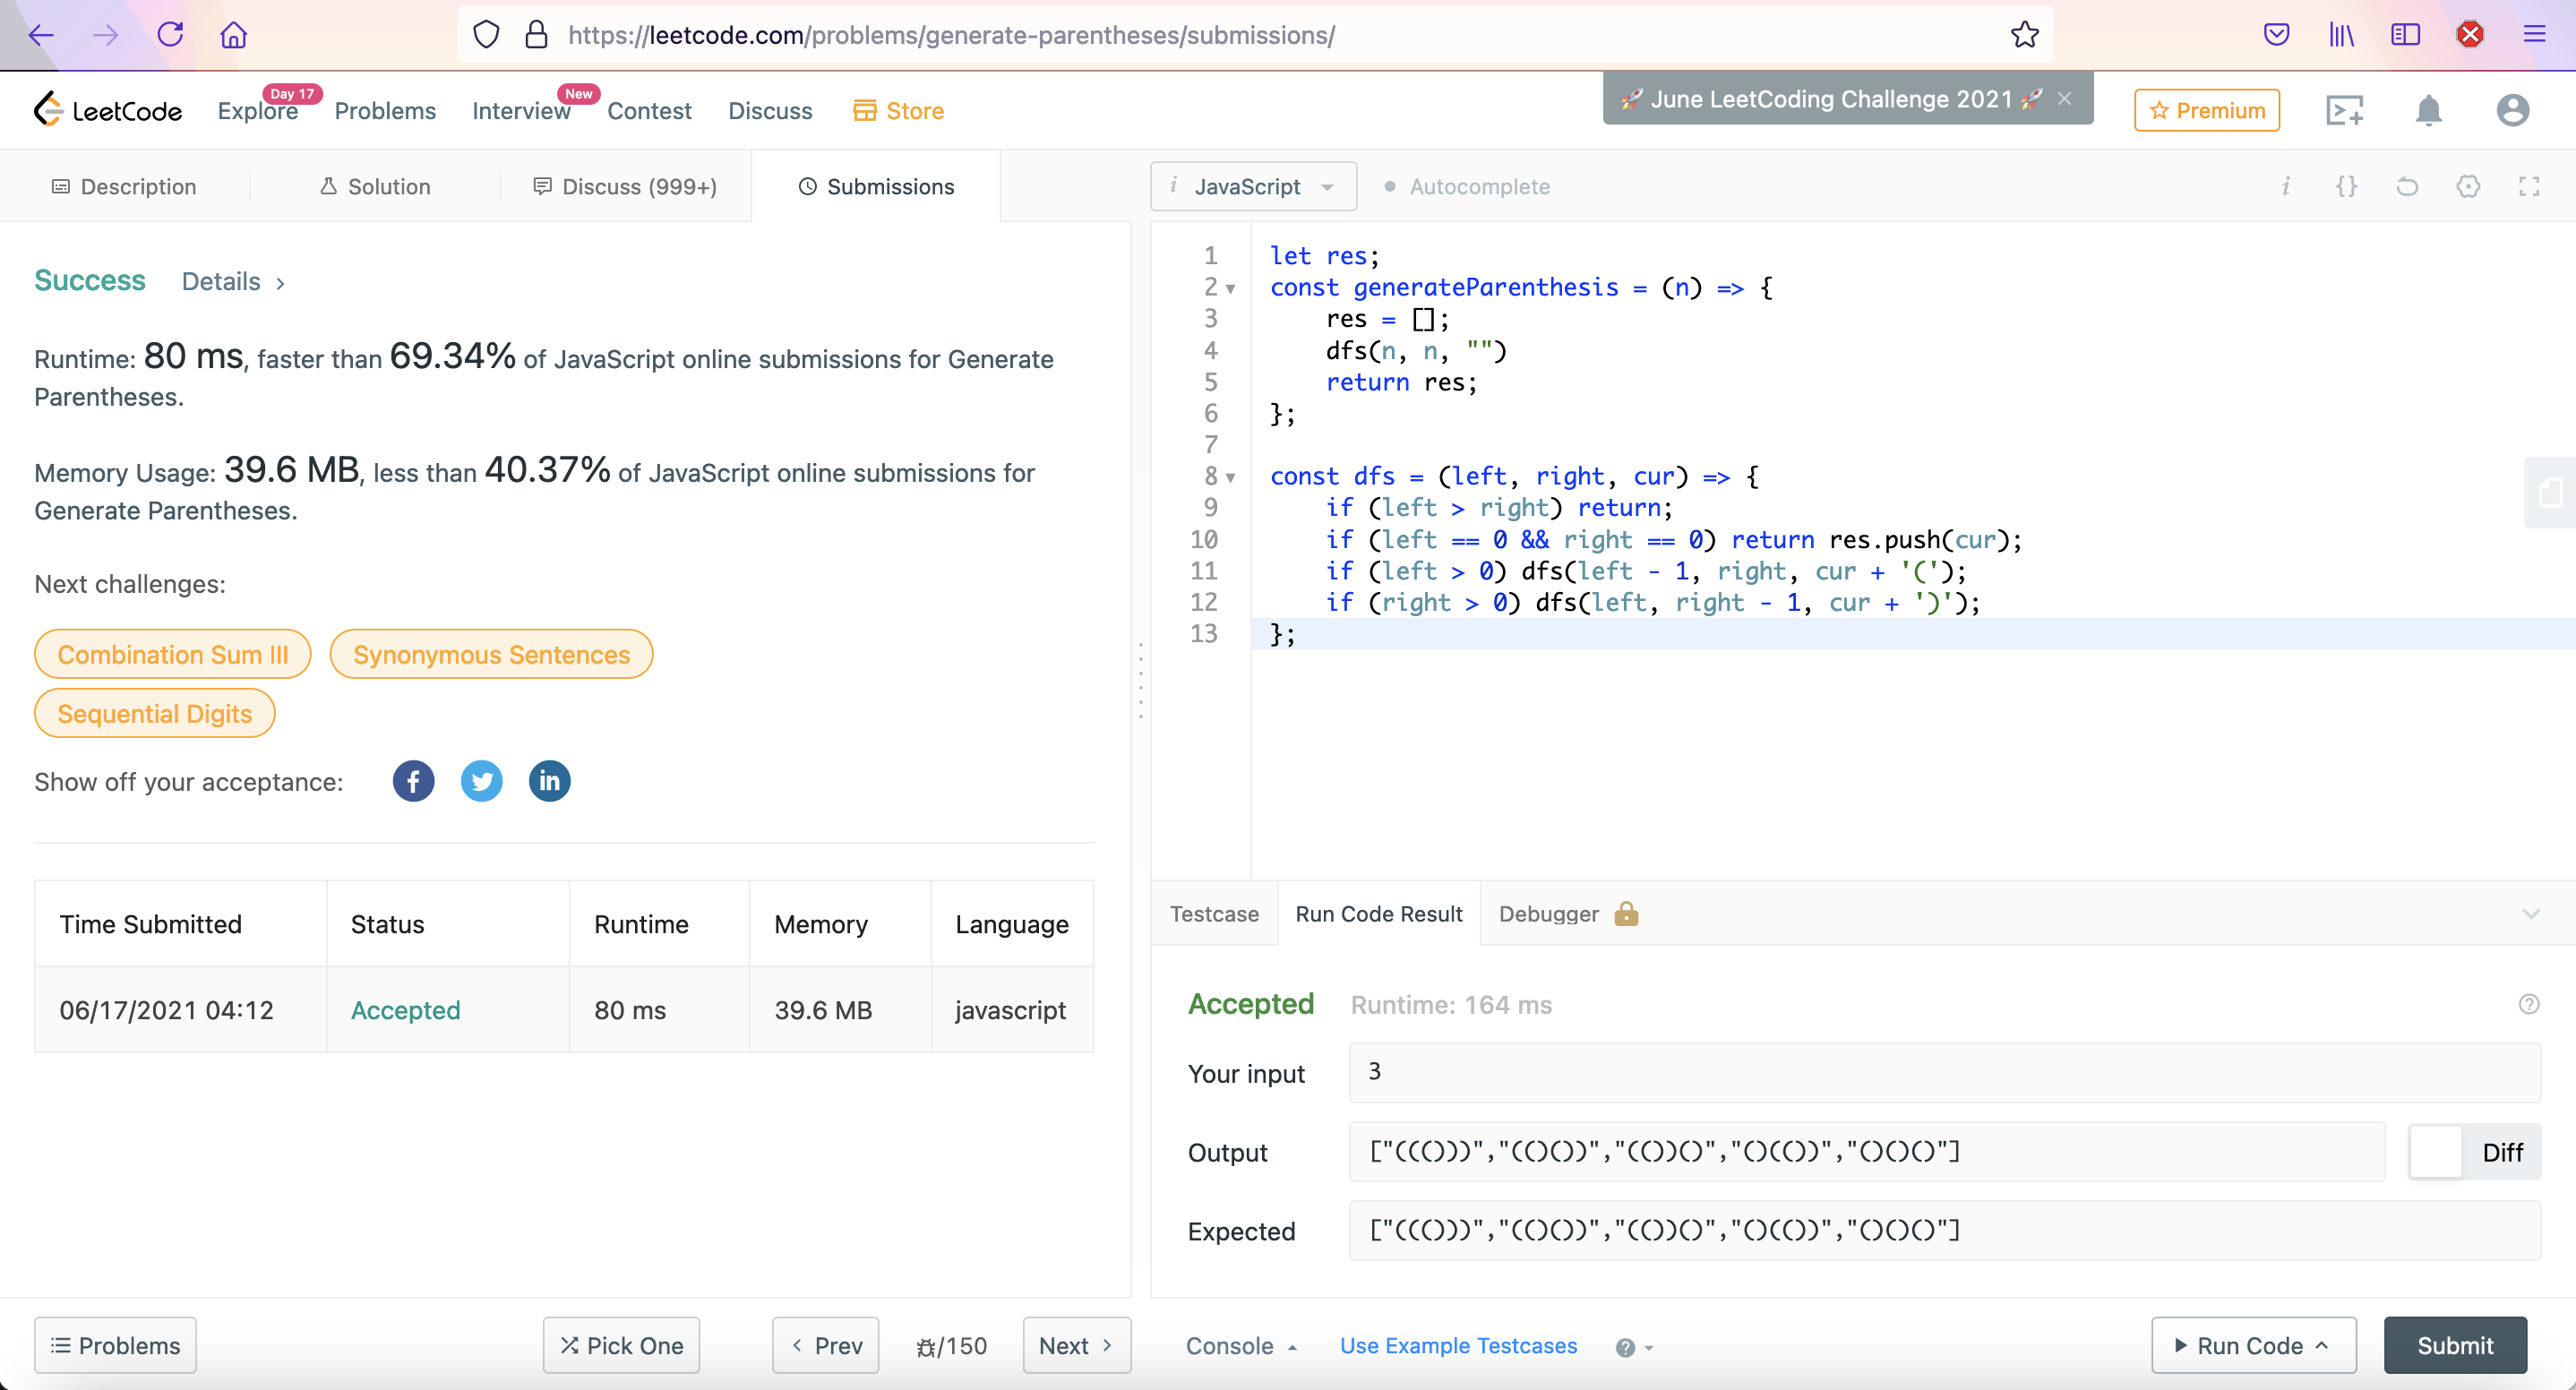 https://leetcode.com/problems/generate-parentheses/submissions/
LeetCode
Explore
Day 17
Problems
Interview
New
Contest
Discuss
Store
🚀 June LeetCoding Challenge 2021 🚀 ×
Premium
Description
Solution
Discuss (999+)
Submissions
i JavaScript
Autocomplete
i {}
Success Details >
Runtime: 80 ms, faster than 69.34% of JavaScript online submissions for Generate
Parentheses.
Memory Usage: 39.6 MB, less than 40.37% of JavaScript online submissions for
Generate Parentheses.
Next challenges:
Combination Sum III
Synonymous Sentences
Sequential Digits
Show off your acceptance:
f in
Time Submitted Status Runtime Memory Language
06/17/2021 04:12 Accepted 80 ms 39.6 MB javascript
1 let res;
2 const generateParenthesis = (n) => {
3     res = [];
4     dfs(n, n, "")
5     return res;
6 };
7
8 const dfs = (left, right, cur) => {
9     if (left > right) return;
10     if (left == 0 && right == 0) return res.push(cur);
11     if (left > 0) dfs(left - 1, right, cur + '(');
12     if (right > 0) dfs(left, right - 1, cur + ')');
13 };
Testcase
Run Code Result
Debugger
Accepted Runtime: 164 ms
?
Your input 3
Output ["((()))","(()())","(())()","()(())","()()()"]
Diff
Expected ["((()))","(()())","(())()","()(())","()()()"]
Problems
Pick One
< Prev
/150
Next >
Console
Use Example Testcases
?
Run Code
Submit